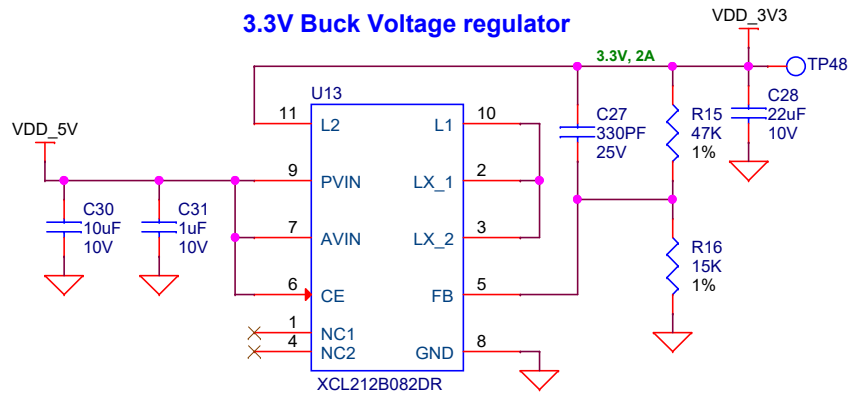 3.3V Buck Voltage regulator
VDD_3V3
3.3V, 2A
TP48
U13
11
L2
L1
10
C27
330PF
25V
R15
47K
1%
C28
22uF
10V
VDD_5V
9
PVIN
LX_1
2
C30
10uF
10V
C31
1uF
10V
7
AVIN
LX_2
3
R16
15K
1%
6
CE
FB
5
1
NC1
4
NC2
GND
8
XCL212B082DR